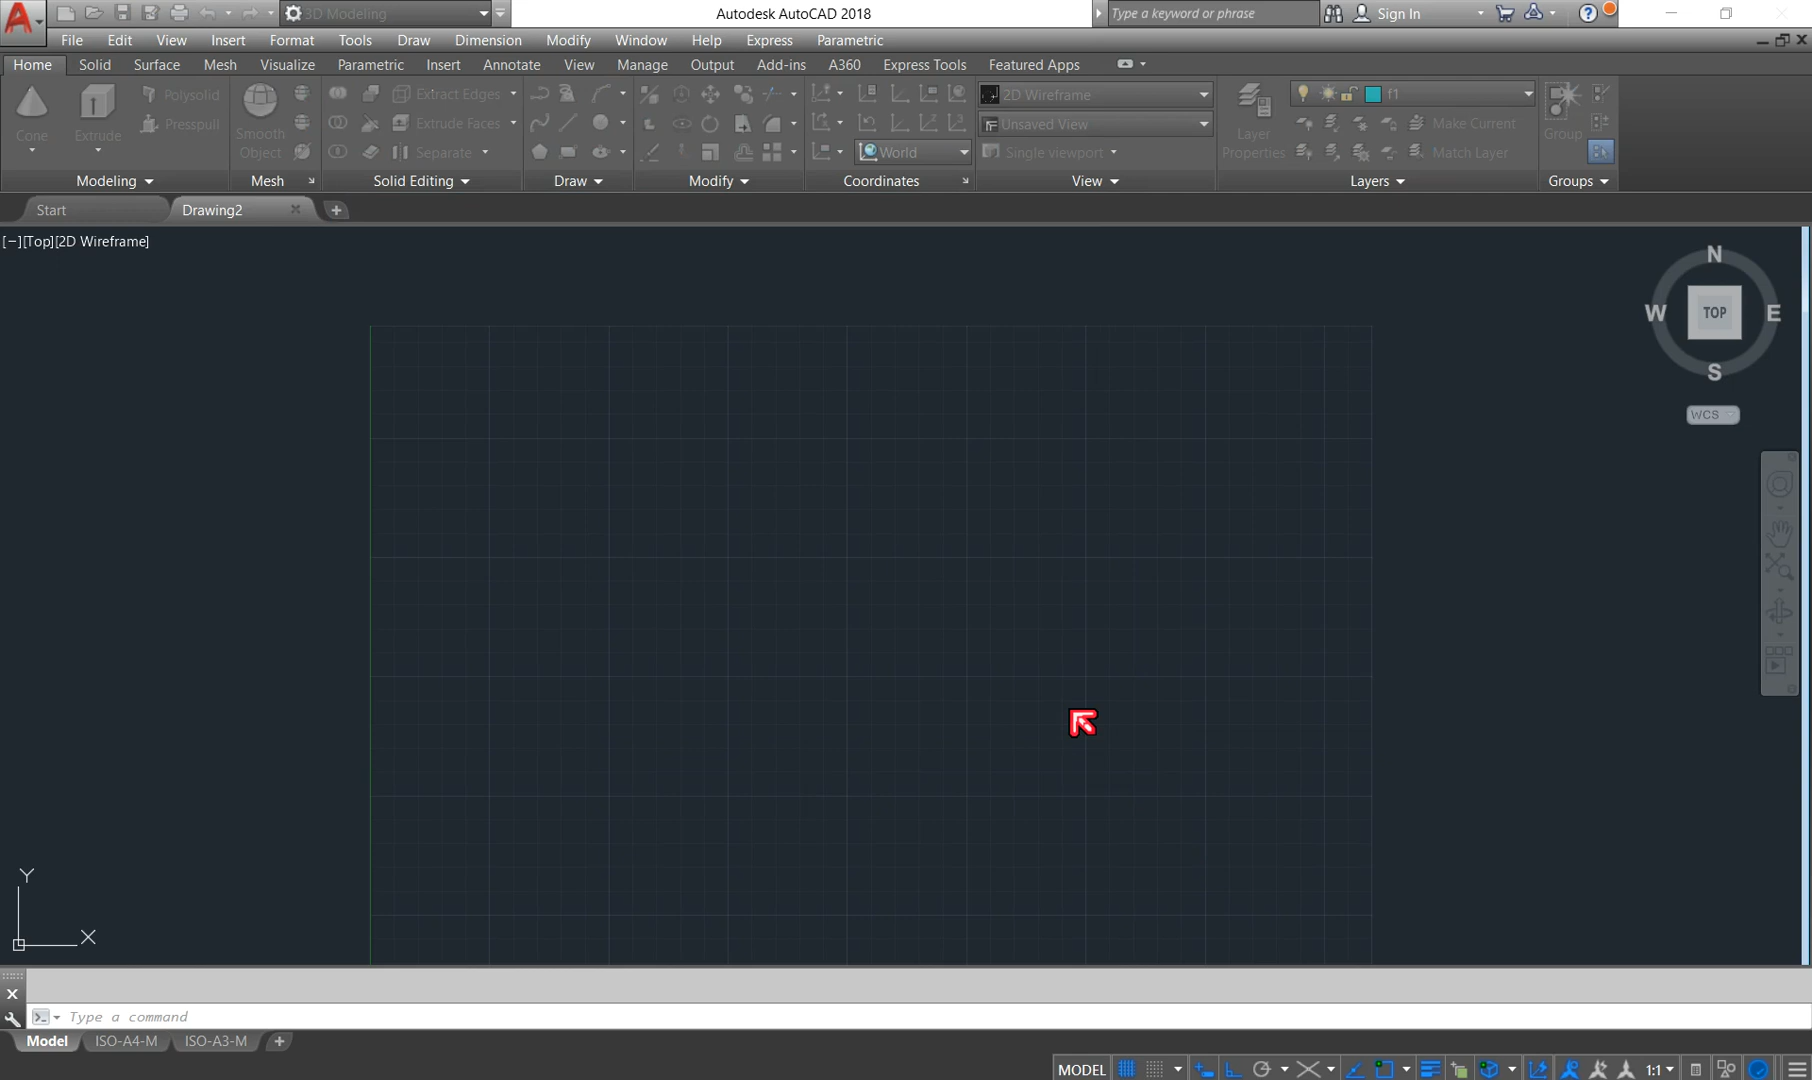 3D Modeling Autodesk AutoCAD 2018 Type a keyword or phrase Sign In
File Edit View Insert Format Tools Draw Dimension Modify Window Help Express Parametric
Home Solid Surface Mesh Visualize Parametric Insert Annotate View Manage Output Add-ins A360 Express Tools Featured Apps
Polysolid Extract Edges 2D Wireframe f1
Presspull Extrude Faces Unsaved View Make Current
Cone Extrude Smooth Object Separate World Single viewport Layer Properties Match Layer Group
Modeling Mesh Solid Editing Draw Modify Coordinates View Layers Groups
Start Drawing2
[−][Top][2D Wireframe]
N
W TOP E
S
WCS
Y
X
Type a command
Model ISO-A4-M ISO-A3-M
MODEL 1:1